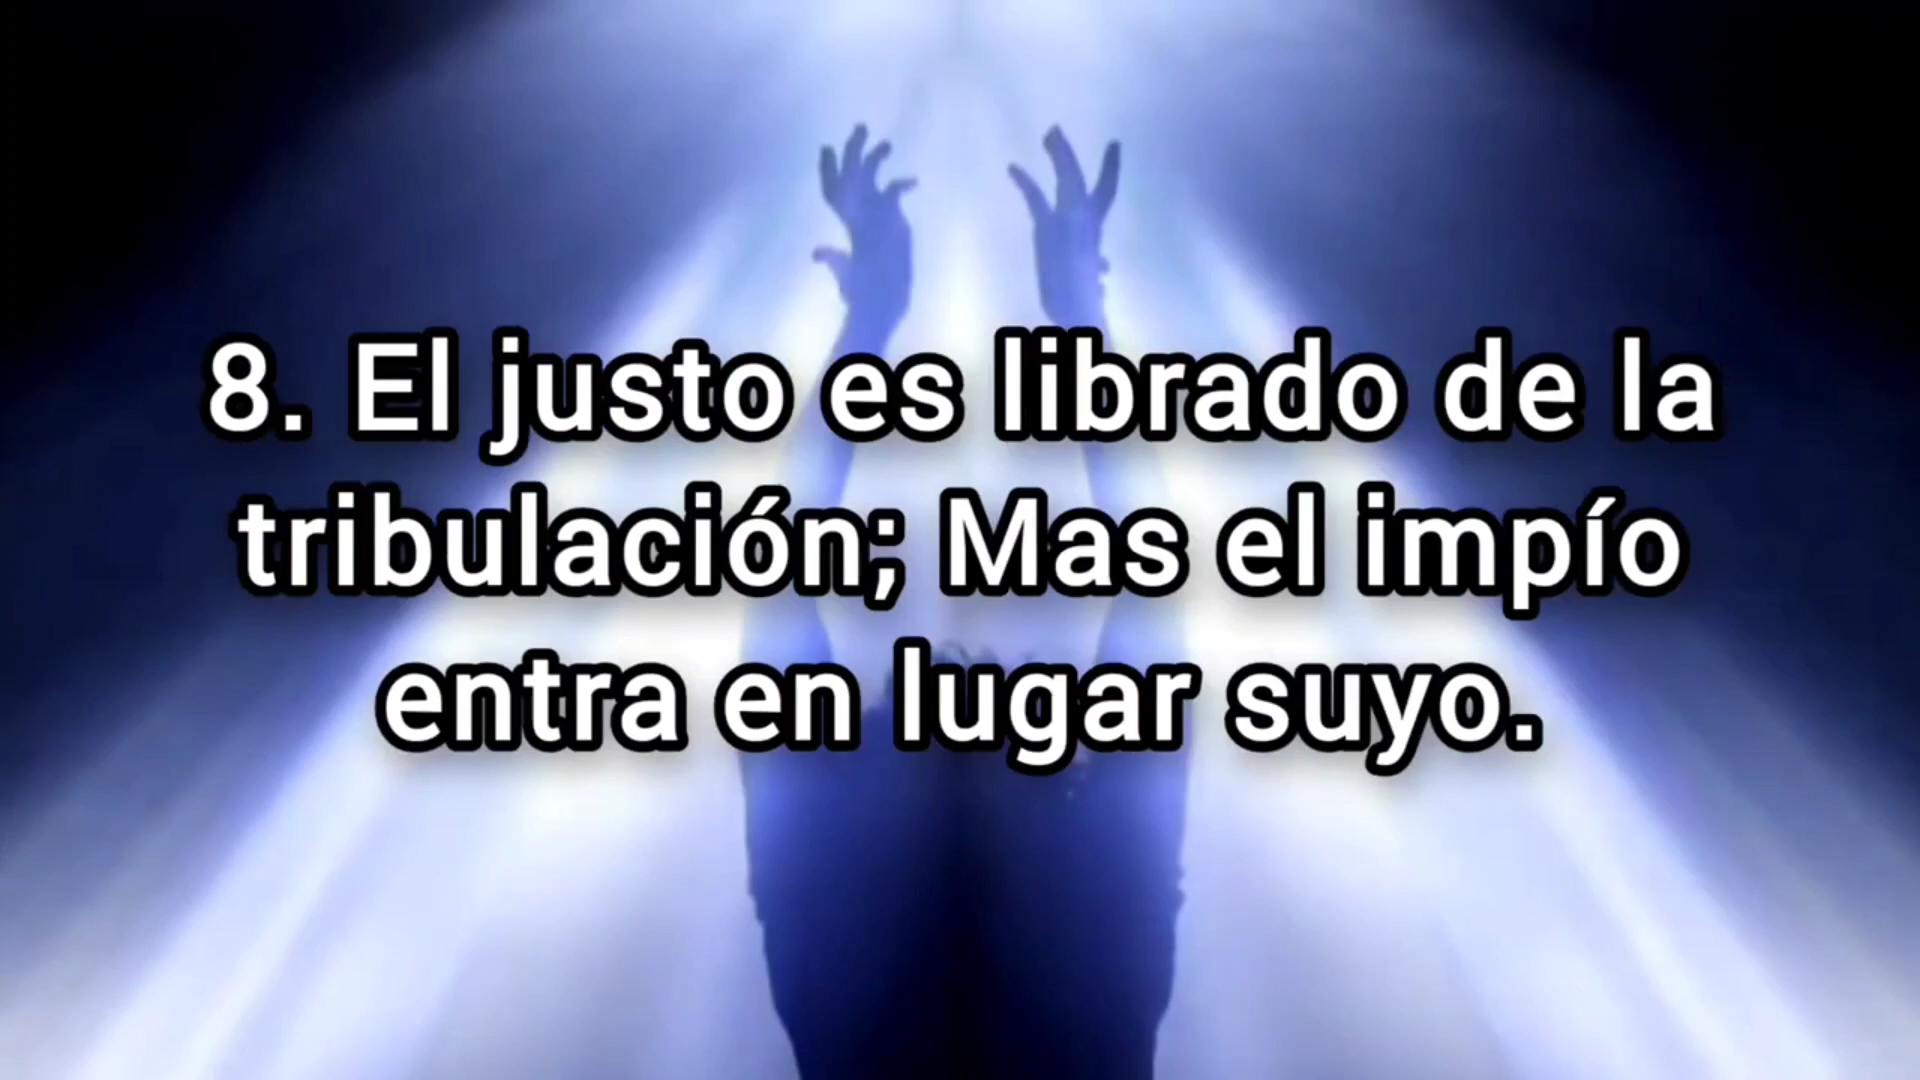 8. El justo es librado de la
tribulación; Mas el impío
entra en lugar suyo.